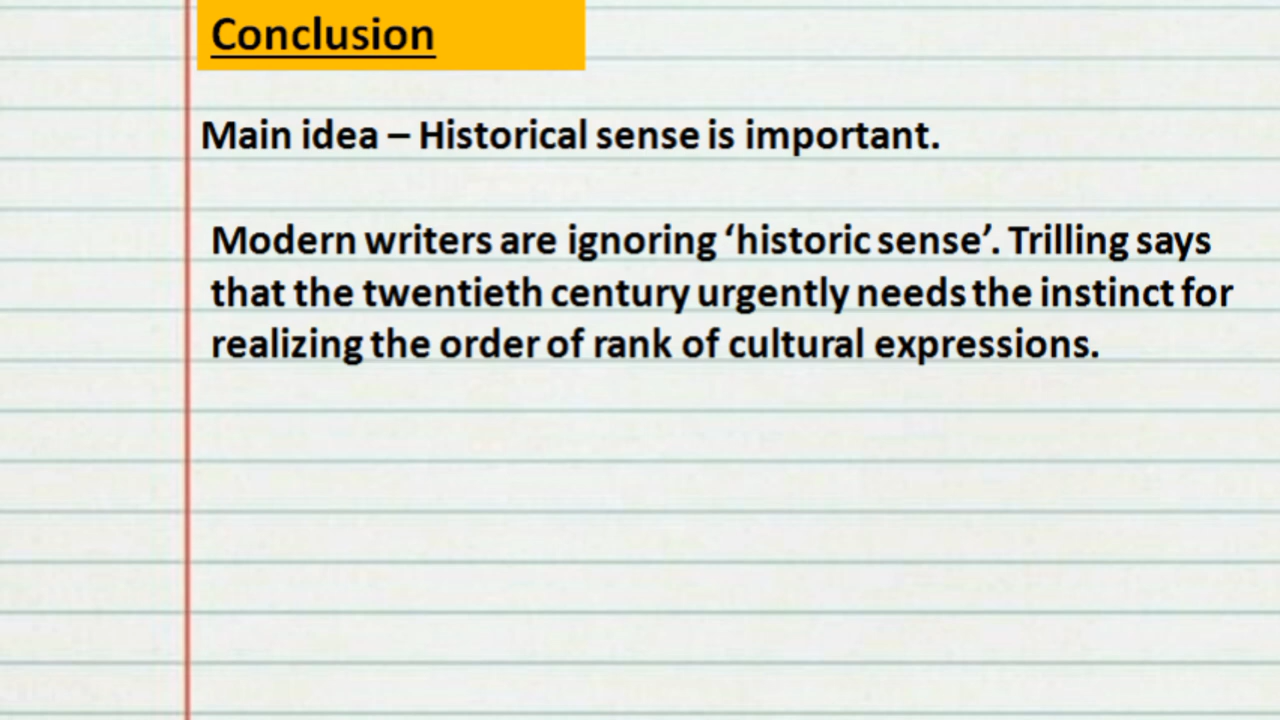 Conclusion
Main idea – Historical sense is important.
Modern writers are ignoring ‘historic sense’. Trilling says
that the twentieth century urgently needs the instinct for
realizing the order of rank of cultural expressions.